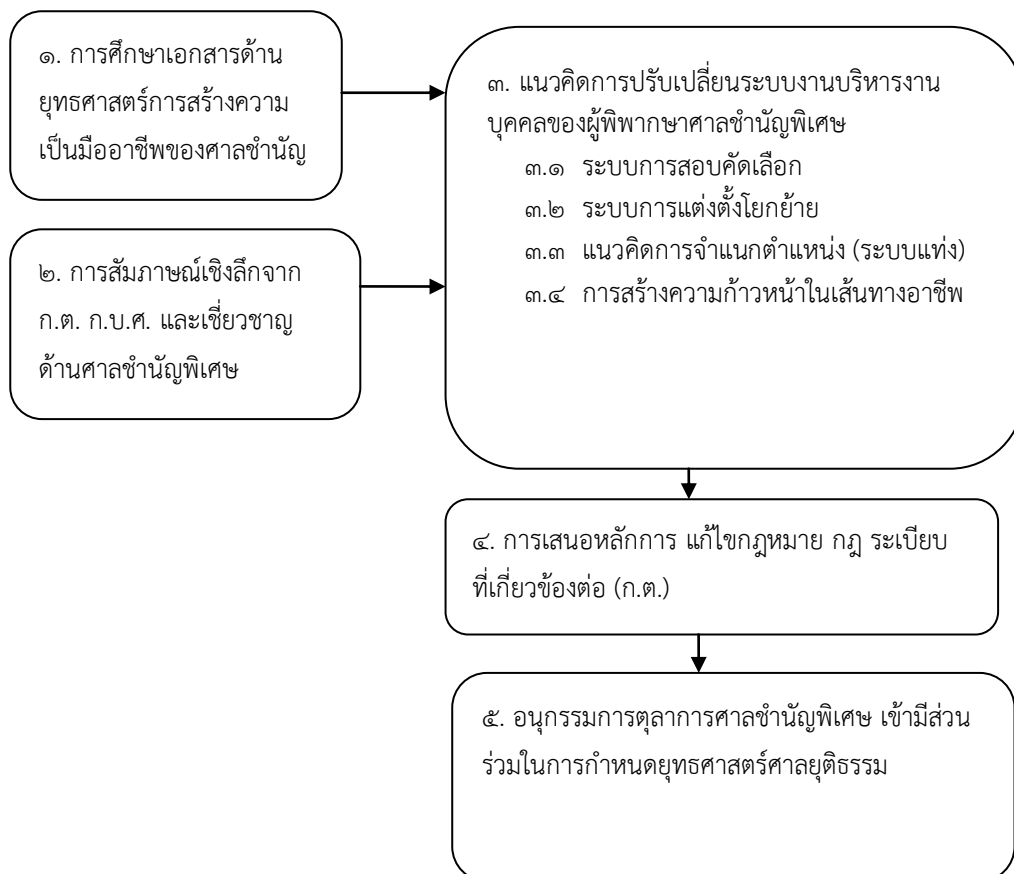 ๑. การศึกษาเอกสารด้าน
ยุทธศาสตร์การสร้างความ
เป็นมืออาชีพของศาลชำนัญ
๒. การสัมภาษณ์เชิงลึกจาก
ก.ต. ก.บ.ศ. และเชี่ยวชาญ
ด้านศาลชำนัญพิเศษ
๓. แนวคิดการปรับเปลี่ยนระบบงานบริหารงาน
บุคคลของผู้พิพากษาศาลชำนัญพิเศษ
๓.๑ ระบบการสอบคัดเลือก
๓.๒ ระบบการแต่งตั้งโยกย้าย
๓.๓ แนวคิดการจำแนกตำแหน่ง (ระบบแท่ง)
๓.๔ การสร้างความก้าวหน้าในเส้นทางอาชีพ
๔. การเสนอหลักการ แก้ไขกฎหมาย กฎ ระเบียบ
ที่เกี่ยวข้องต่อ (ก.ต.)
๕. อนุกรรมการตุลาการศาลชำนัญพิเศษ เข้ามีส่วน
ร่วมในการกำหนดยุทธศาสตร์ศาลยุติธรรม